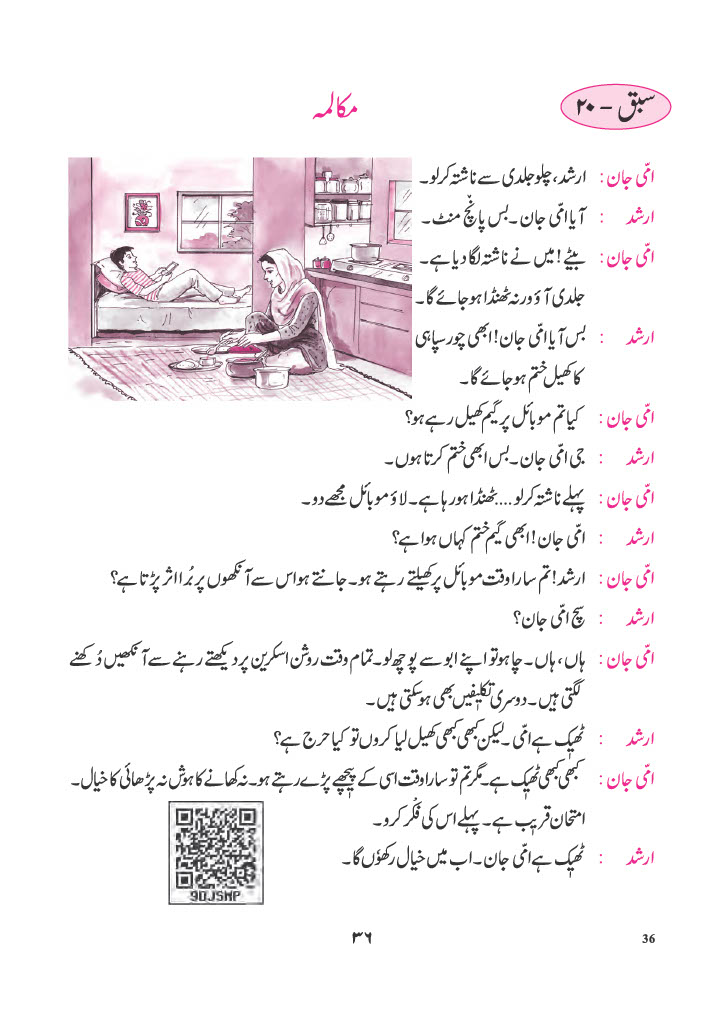 سبق - ۲۰
مکالمہ
امّی جان : ارشد، چلو جلدی سے ناشتہ کرلو۔
ارشد : آیا امّی جان۔ بس پانچ منٹ۔
امّی جان : بیٹے! میں نے ناشتہ لگا دیا ہے۔
جلدی آؤ ورنہ ٹھنڈا ہو جائے گا۔
ارشد : بس آیا امّی جان! ابھی چور سپاہی
کا کھیل ختم ہو جائے گا۔
امّی جان : کیا تم موبائل پر گیم کھیل رہے ہو؟
ارشد : جی امّی جان۔ بس ابھی ختم کرتا ہوں۔
امّی جان : پہلے ناشتہ کرلو .... ٹھنڈا ہو رہا ہے۔ لاؤ موبائل مجھے دو۔
ارشد : امّی جان! ابھی گیم ختم کہاں ہوا ہے؟
امّی جان : ارشد! تم سارا وقت موبائل پر کھیلتے رہتے ہو۔ جانتے ہو اس سے آنکھوں پر بُرا اثر پڑتا ہے؟
ارشد : سچ امّی جان؟
امّی جان : ہاں، ہاں۔ چاہو تو اپنے ابو سے پوچھ لو۔ تمام وقت روشن اسکرین پر دیکھتے رہنے سے آنکھیں دُکھنے
لگتی ہیں۔ دوسری تکلیفیں بھی ہو سکتی ہیں۔
ارشد : ٹھیک ہے امّی۔ لیکن کبھی کبھی کھیل لیا کروں تو کیا حرج ہے؟
امّی جان : کبھی کبھی ٹھیک ہے۔ مگر تم تو سارا وقت اسی کے پیچھے پڑے رہتے ہو۔ نہ کھانے کا ہوش نہ پڑھائی کا خیال۔
امتحان قریب ہے۔ پہلے اس کی فکر کرو۔
ارشد : ٹھیک ہے امّی جان۔ اب میں خیال رکھوں گا۔
9DJSMP
۳۶
36